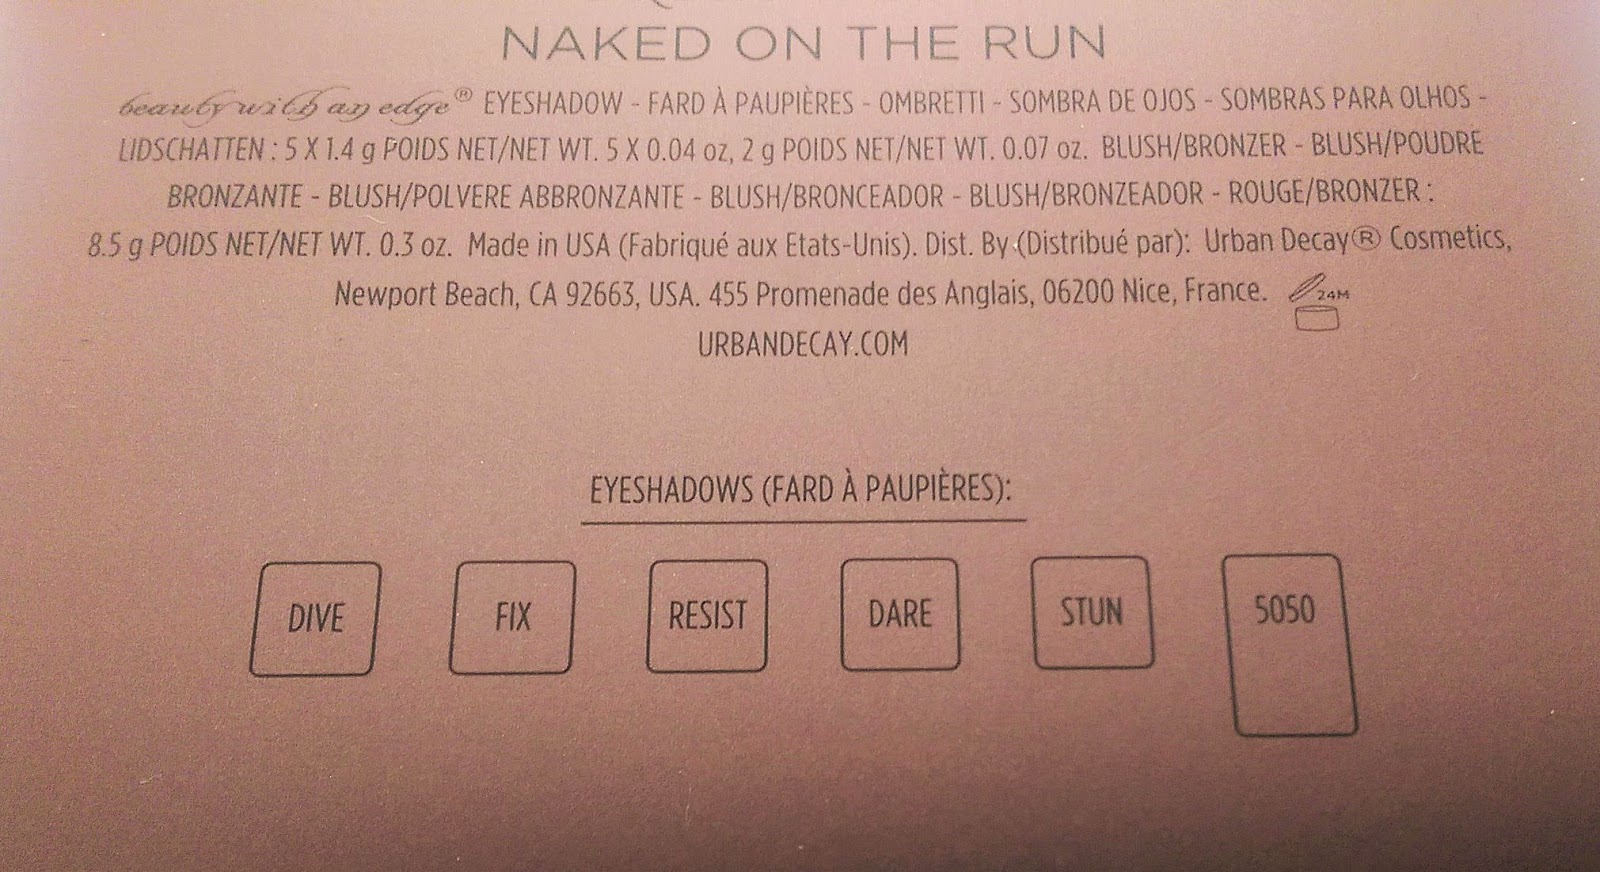 NAKED ON THE RUN
beauty with an edge® EYESHADOW - FARD À PAUPIÈRES - OMBRETTI - SOMBRA DE OJOS - SOMBRAS PARA OLHOS -
LIDSCHATTEN : 5 X 1.4 g POIDS NET/NET WT. 5 X 0.04 oz, 2 g POIDS NET/NET WT. 0.07 oz. BLUSH/BRONZER - BLUSH/POUDRE
BRONZANTE - BLUSH/POLVERE ABBRONZANTE - BLUSH/BRONCEADOR - BLUSH/BRONZEADOR - ROUGE/BRONZER :
8.5 g POIDS NET/NET WT. 0.3 oz. Made in USA (Fabriqué aux Etats-Unis). Dist. By (Distribué par): Urban Decay® Cosmetics,
Newport Beach, CA 92663, USA. 455 Promenade des Anglais, 06200 Nice, France. 24M
URBANDECAY.COM
EYESHADOWS (FARD À PAUPIÈRES):
DIVE FIX RESIST DARE STUN 5050